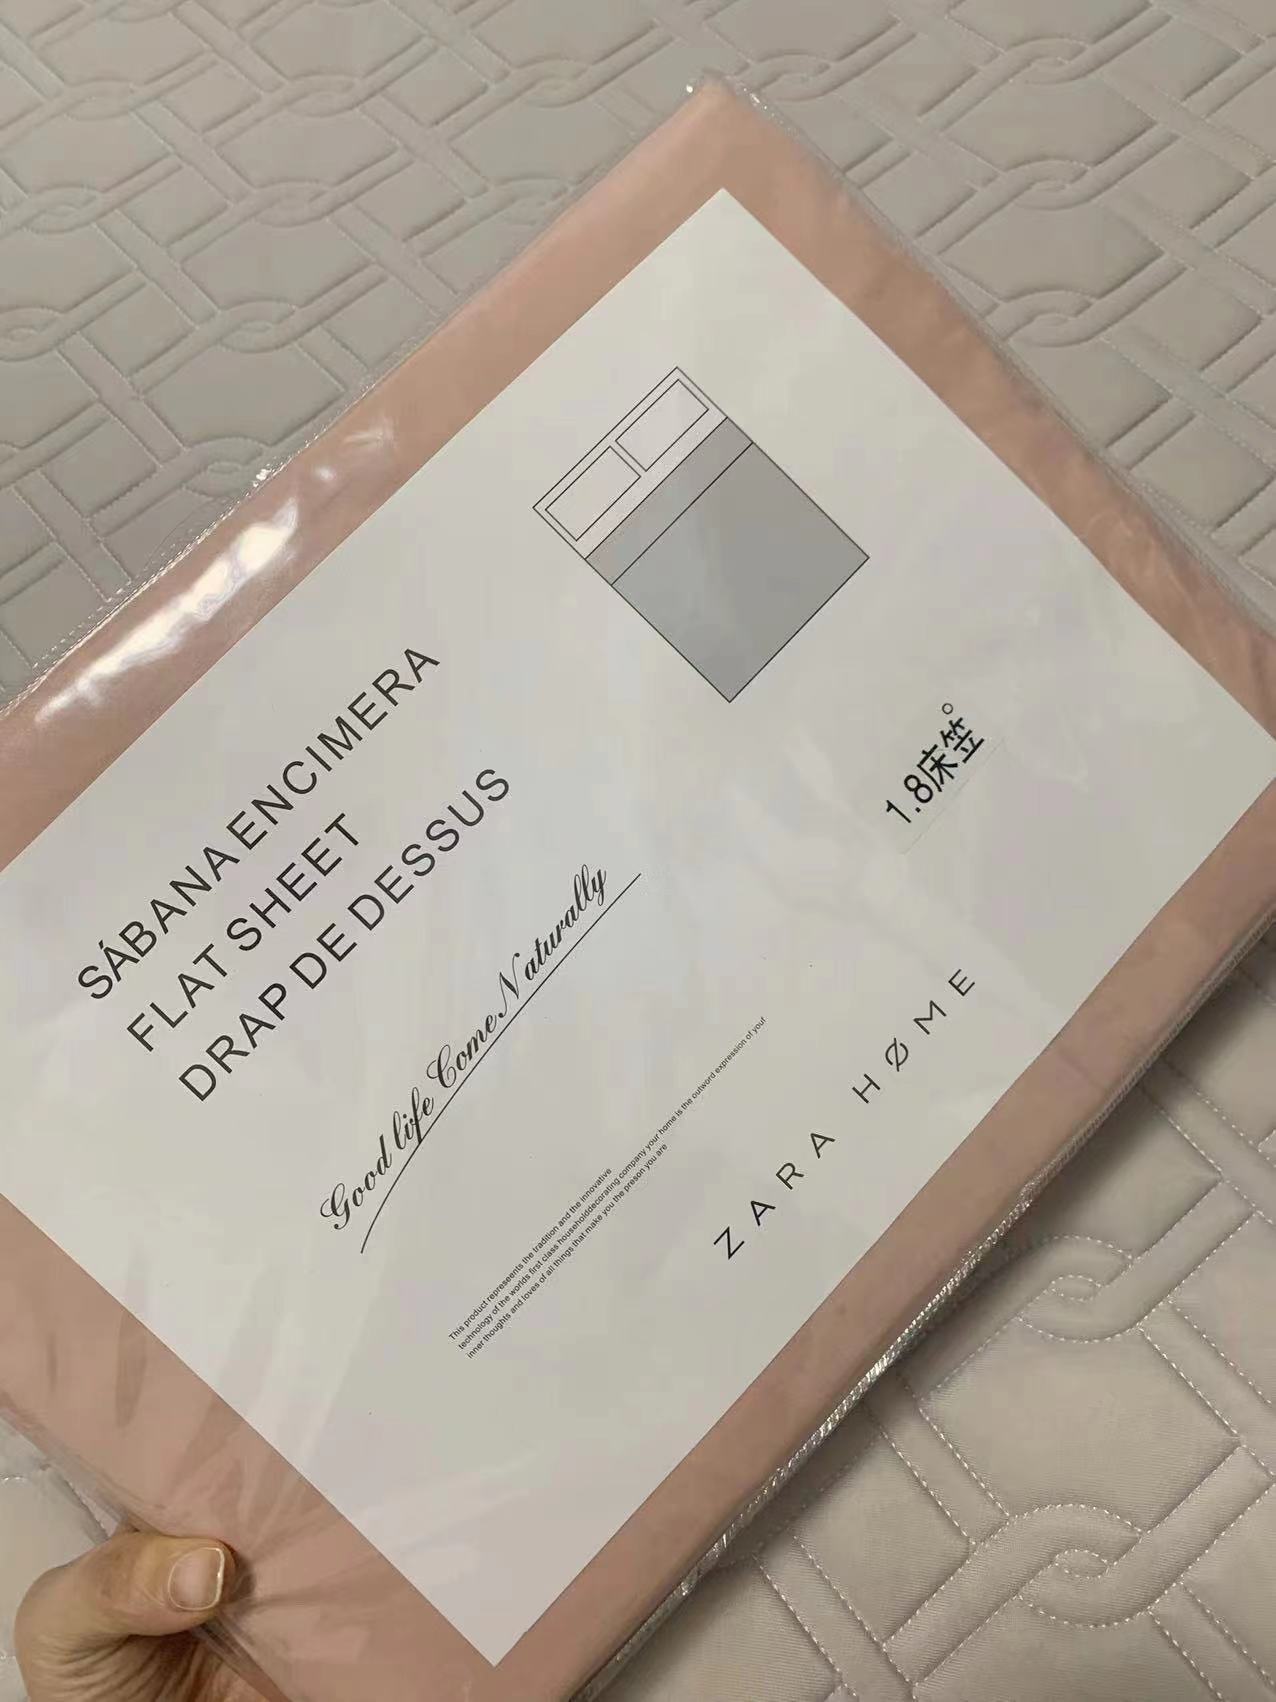 SÁBANA ENCIMERA
FLAT SHEET
DRAP DE DESSUS
Good life Come Naturally
This product represents the tradition and the innovative
technology of the worlds first class householddecorating company your home is the outword expression of your
inner thoughts and loves of all things that make you the preson you are
1.8床笠
ZARA HØME